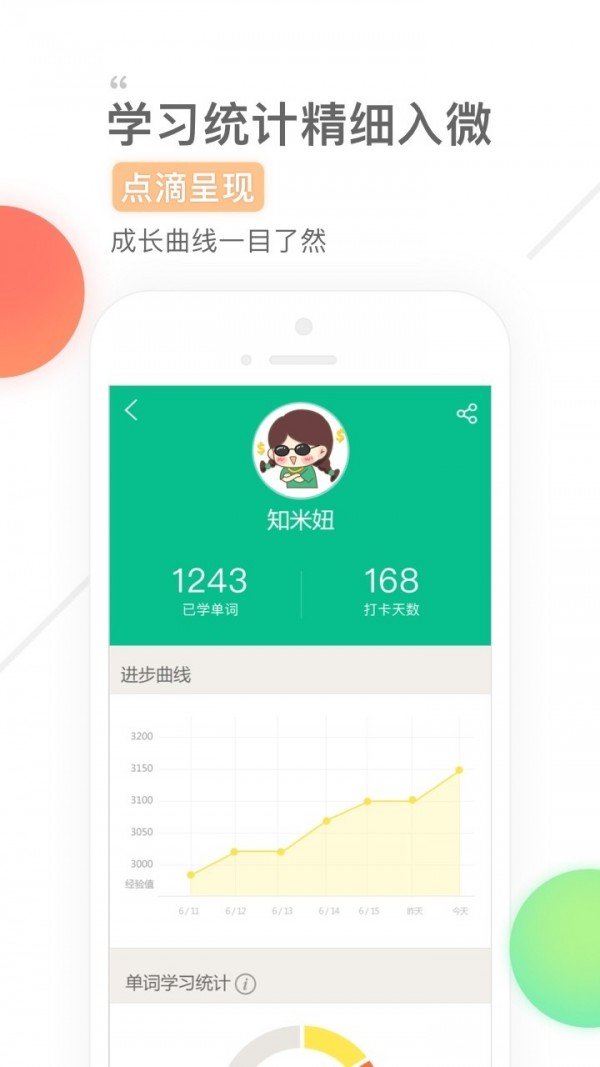 “
学习统计精细入微
点滴呈现
成长曲线一目了然
知米妞
1243 168
已学单词 打卡天数
进步曲线
3200
3150
3100
3050
3000
经验值
6 / 11 6 / 12 6 / 13 6 / 14 6 / 15 昨天 今天
单词学习统计 i